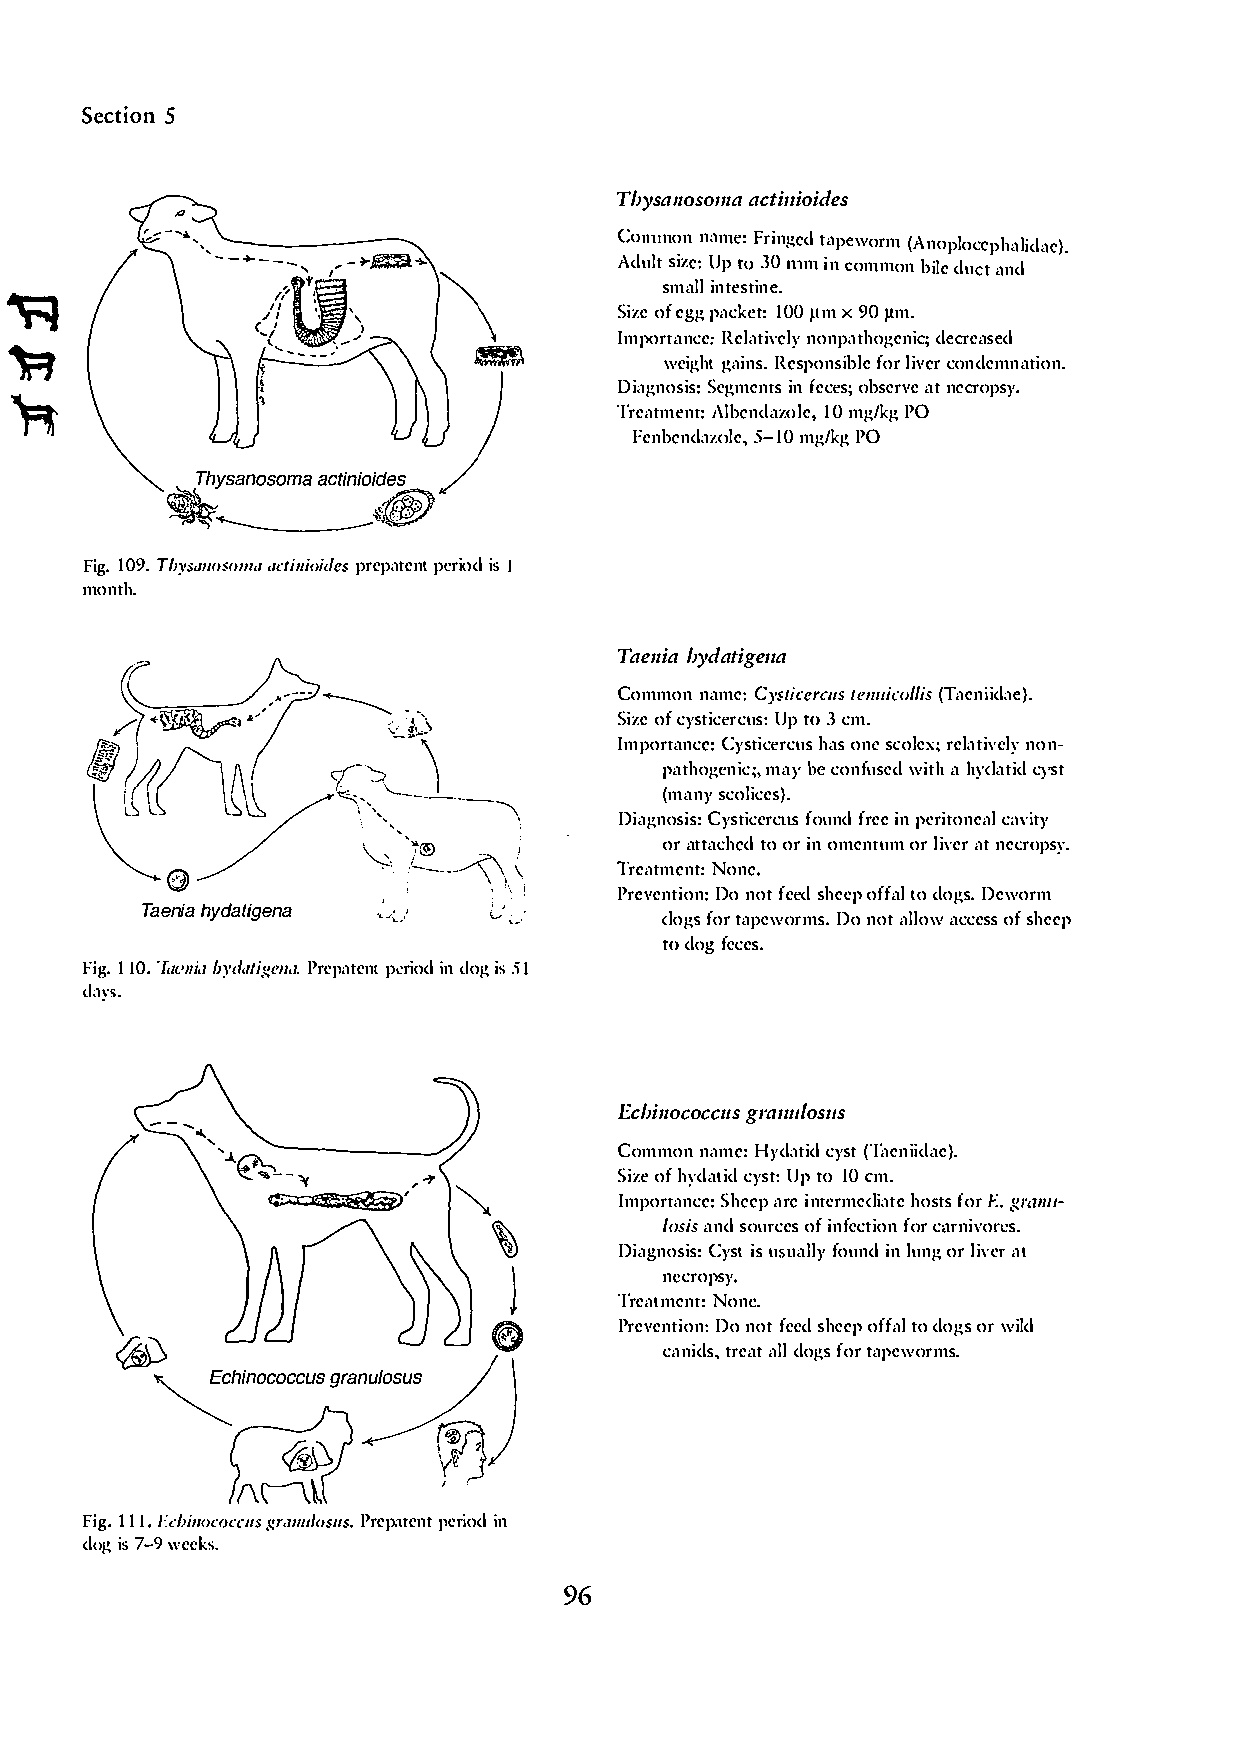 Section 5
Thysanosoma actinioides
Fig. 109. Thysanosoma actinioides prepatent period is 1
month.
Thysanosoma actinioides
Common name: Fringed tapeworm (Anoplocephalidae).
Adult size: Up to 30 mm in common bile duct and
small intestine.
Size of egg packet: 100 µm x 90 µm.
Importance: Relatively nonpathogenic; decreased
weight gains. Responsible for liver condemnation.
Diagnosis: Segments in feces; observe at necropsy.
Treatment: Albendazole, 10 mg/kg PO
Fenbendazole, 5–10 mg/kg PO
Taenia hydatigena
Fig. 110. Taenia hydatigena. Prepatent period in dog is 51
days.
Taenia hydatigena
Common name: Cysticercus tenuicollis (Taeniidae).
Size of cysticercus: Up to 3 cm.
Importance: Cysticercus has one scolex; relatively non-
pathogenic;, may be confused with a hydatid cyst
(many scolices).
Diagnosis: Cysticercus found free in peritoneal cavity
or attached to or in omentum or liver at necropsy.
Treatment: None.
Prevention: Do not feed sheep offal to dogs. Deworm
dogs for tapeworms. Do not allow access of sheep
to dog feces.
Echinococcus granulosus
Fig. 111. Echinococcus granulosus. Prepatent period in
dog is 7–9 weeks.
Echinococcus granulosus
Common name: Hydatid cyst (Taeniidae).
Size of hydatid cyst: Up to 10 cm.
Importance: Sheep are intermediate hosts for E. granu-
losis and sources of infection for carnivores.
Diagnosis: Cyst is usually found in lung or liver at
necropsy.
Treatment: None.
Prevention: Do not feed sheep offal to dogs or wild
canids, treat all dogs for tapeworms.
96